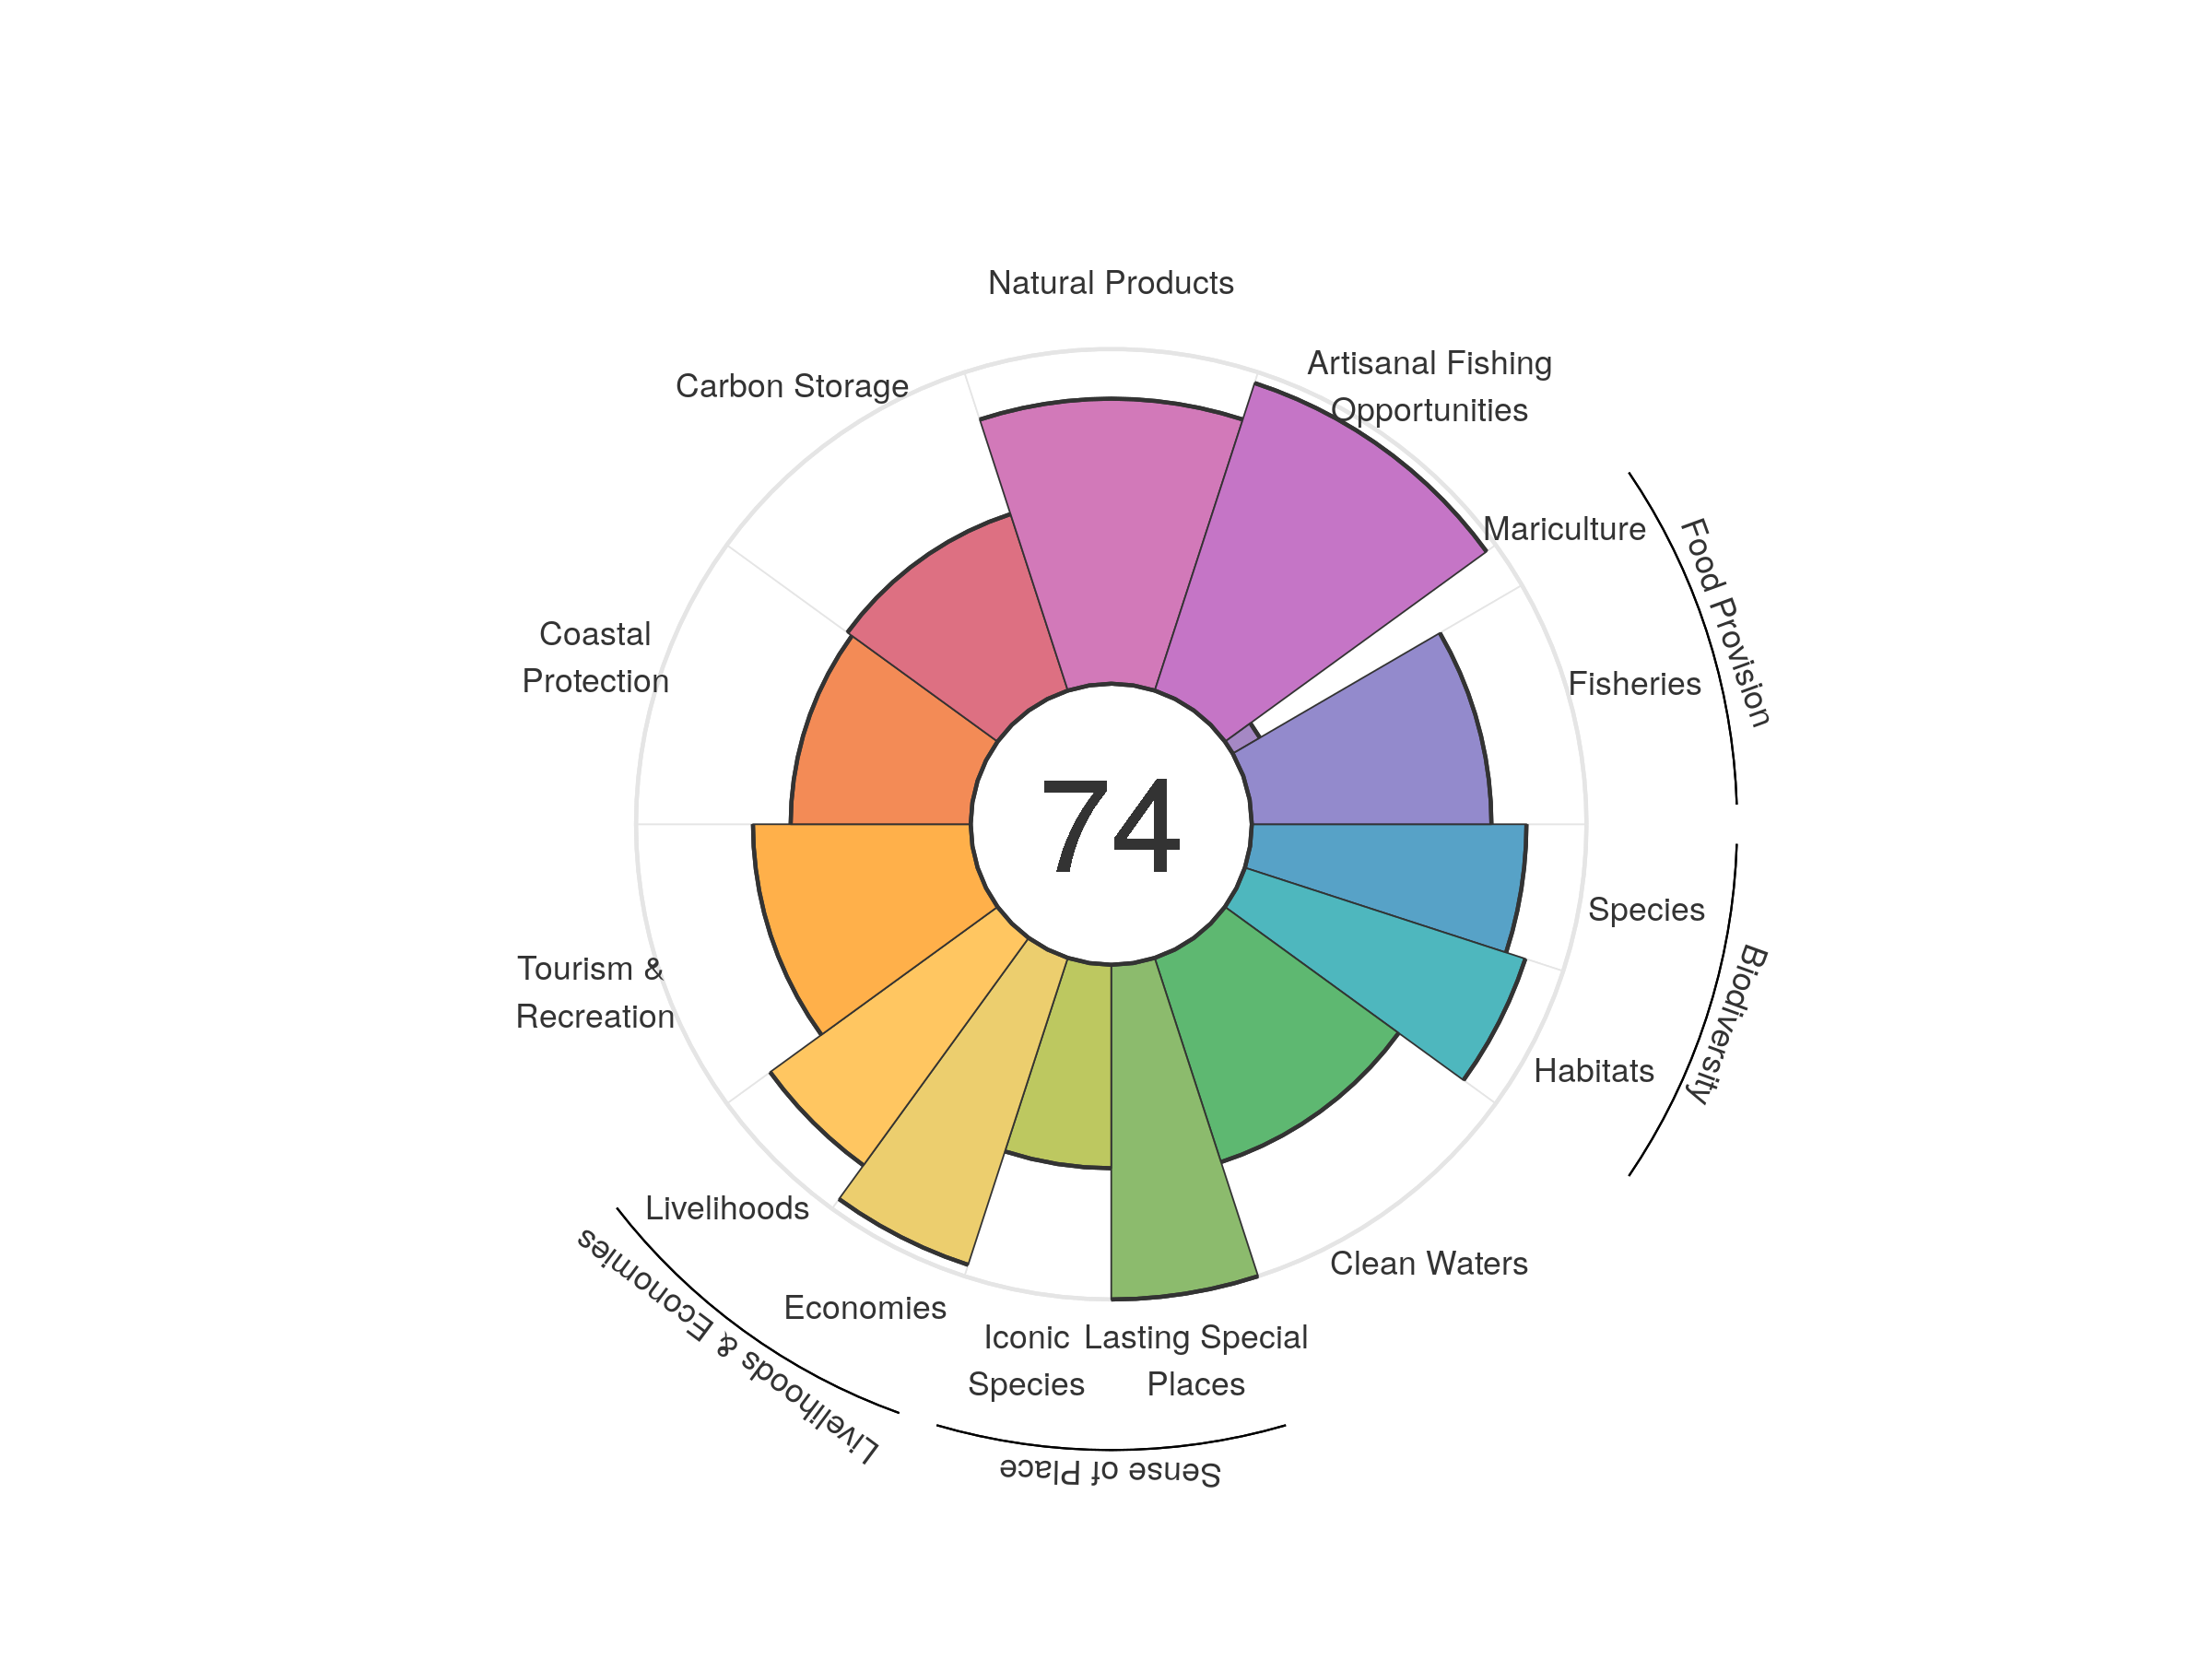 Natural Products
Artisanal Fishing
Opportunities
Carbon Storage
Mariculture
Food Provision
Coastal
Protection
Fisheries
74
Species
Biodiversity
Tourism &
Recreation
Habitats
Livelihoods
Clean Waters
Livelihoods & Economies
Economies
Iconic
Species
Lasting Special
Places
Sense of Place